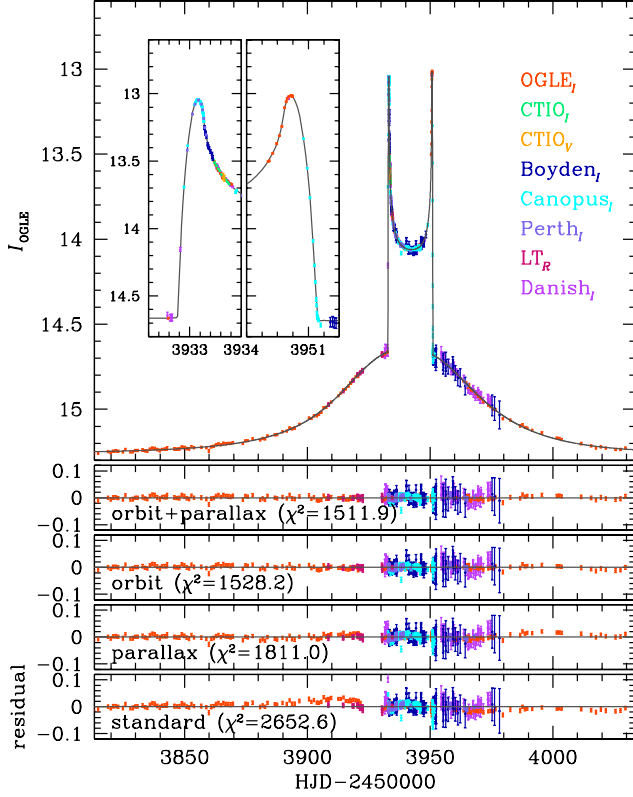 13
13.5
14
14.5
15
I_OGLE
13
13.5
14
14.5
3933
3934
3951
OGLE_I
CTIO_I
CTIO_V
Boyden_I
Canopus_I
Perth_I
LT_R
Danish_I
0.1
0
−0.1
orbit+parallax (χ²=1511.9)
0.1
0
−0.1
orbit (χ²=1528.2)
0.1
0
−0.1
parallax (χ²=1811.0)
0.1
0
−0.1
standard (χ²=2652.6)
residual
3850
3900
3950
4000
HJD−2450000